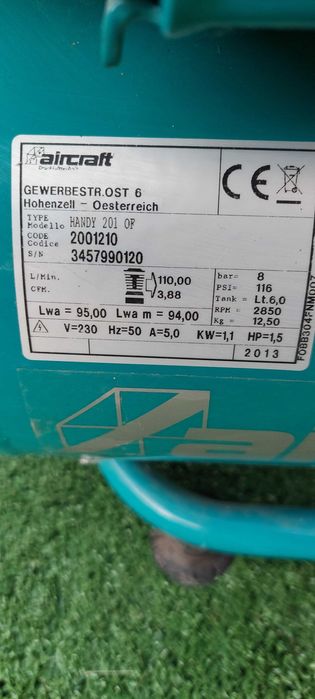 aircraft
GEWERBESTR.OST 6
Hohenzell - Oesterreich
TYPE
Modello HANDY 201 OF
CODE
Codice 2001210
S/N 3457990120
L/Min. 110,00
CFM. 3,88
bar= 8
PSI= 116
Tank = Lt.6,0
RPM = 2850
Kg = 12,50
Lwa = 95,00 Lwa m = 94,00
V=230 Hz=50 A=5,0 KW=1,1 HP=1,5
2013
CE